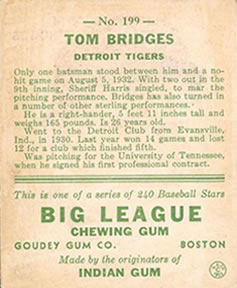 — No. 199 —
TOM BRIDGES
DETROIT TIGERS
Only one batsman stood between him and a no-
hit game on August 5, 1932. With two out in the
9th inning, Sheriff Harris singled, to mar the
pitching performance. Bridges has also turned in
a number of other sterling performances.
He is a right-hander, 5 feet 11 inches tall and
weighs 165 pounds. Is 26 years old.
Went to the Detroit Club from Evansville,
Ind., in 1930. Last year won 14 games and lost
12 for a club which finished fifth.
Was pitching for the University of Tennessee,
when he signed his first professional contract.
This is one of a series of 240 Baseball Stars
BIG LEAGUE
CHEWING GUM
GOUDEY GUM CO. BOSTON
Made by the originators of
INDIAN GUM